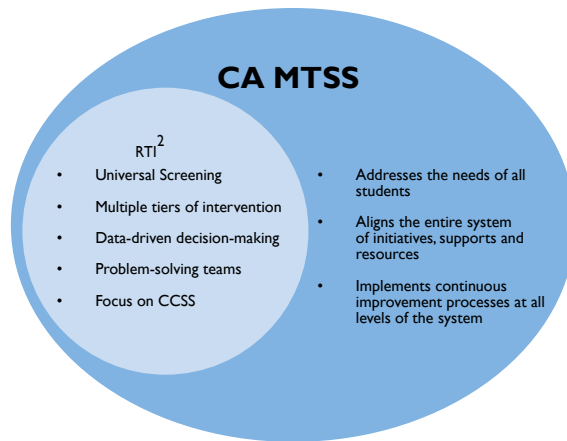 CA MTSS
RTI²
• Universal Screening
• Multiple tiers of intervention
• Data-driven decision-making
• Problem-solving teams
• Focus on CCSS
• Addresses the needs of all
students
• Aligns the entire system
of initiatives, supports and
resources
• Implements continuous
improvement processes at all
levels of the system